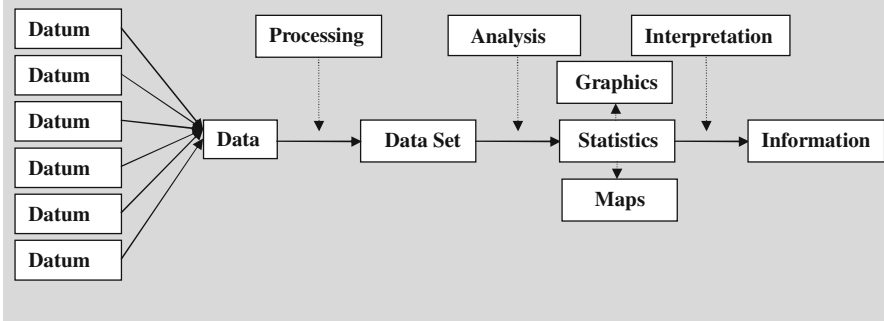 Datum
Datum
Datum
Datum
Datum
Datum
Processing
Analysis
Interpretation
Graphics
Data
Data Set
Statistics
Information
Maps